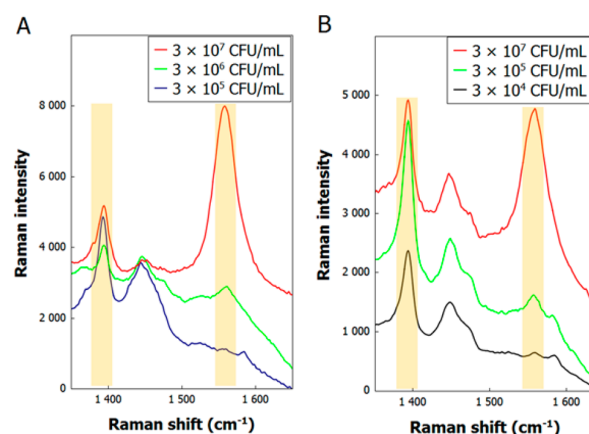 A
3 × 10⁷ CFU/mL
3 × 10⁶ CFU/mL
3 × 10⁵ CFU/mL
Raman intensity
8 000
6 000
4 000
2 000
0
1 400
1 500
1 600
Raman shift (cm⁻¹)
B
3 × 10⁷ CFU/mL
3 × 10⁵ CFU/mL
3 × 10⁴ CFU/mL
Raman intensity
5 000
4 000
3 000
2 000
1 000
0
1 400
1 500
1 600
Raman shift (cm⁻¹)